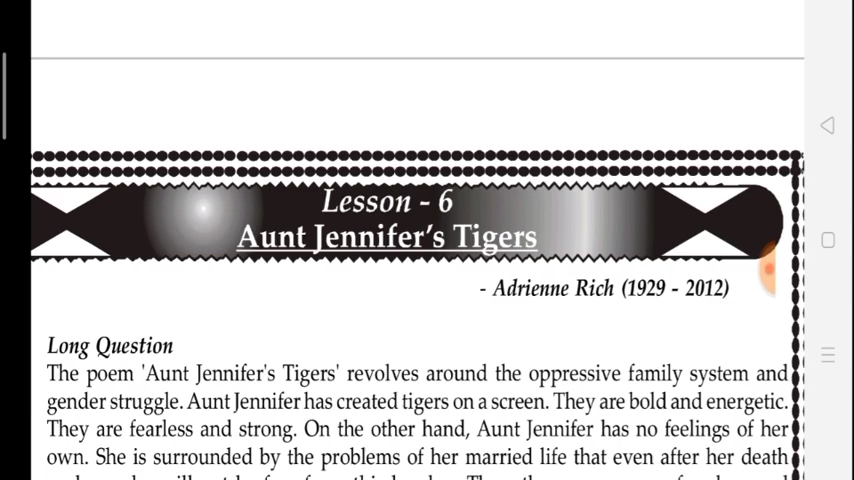 Lesson - 6
Aunt Jennifer's Tigers
- Adrienne Rich (1929 - 2012)
Long Question
The poem 'Aunt Jennifer's Tigers' revolves around the oppressive family system and
gender struggle. Aunt Jennifer has created tigers on a screen. They are bold and energetic.
They are fearless and strong. On the other hand, Aunt Jennifer has no feelings of her
own. She is surrounded by the problems of her married life that even after her death